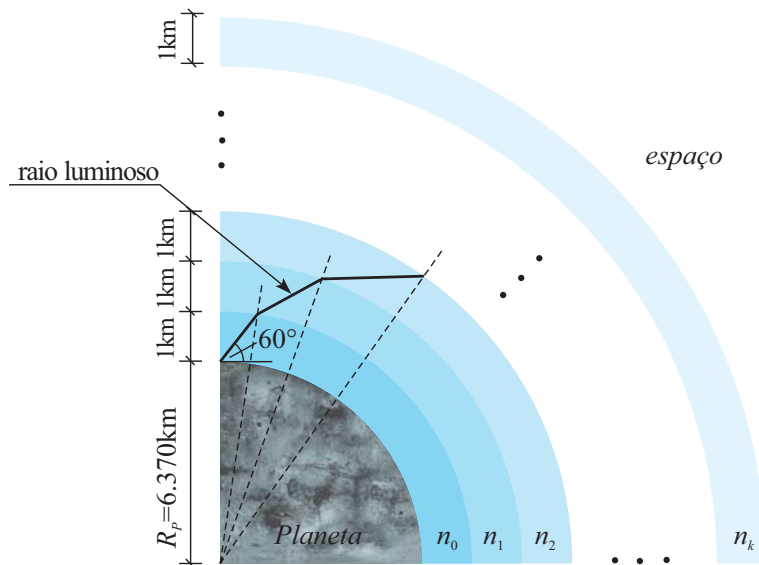 1km
espaço
raio luminoso
1km
1km
1km
60°
R_P=6.370km
Planeta
n_0
n_1
n_2
n_k